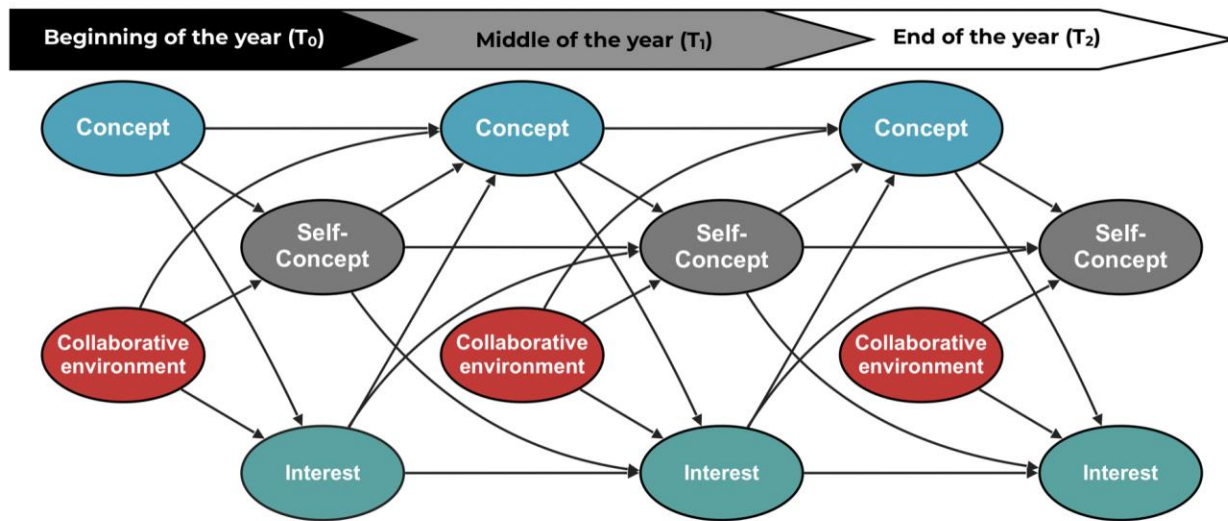 Beginning of the year (T₀)
Middle of the year (T₁)
End of the year (T₂)
Concept
Concept
Concept
Self-
Concept
Self-
Concept
Self-
Concept
Collaborative
environment
Collaborative
environment
Collaborative
environment
Interest
Interest
Interest